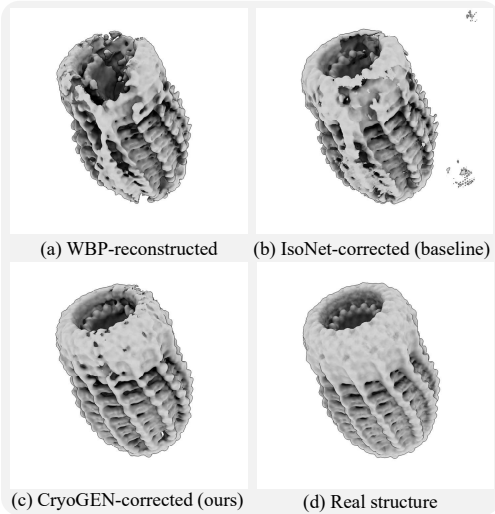 (a) WBP-reconstructed
(b) IsoNet-corrected (baseline)
(c) CryoGEN-corrected (ours)
(d) Real structure